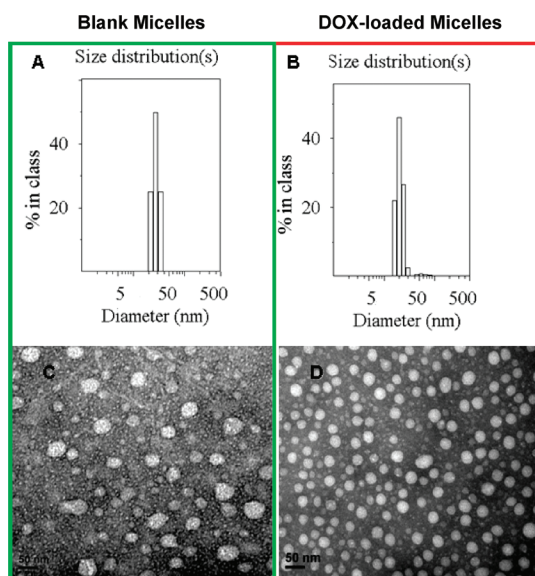 Blank Micelles
DOX-loaded Micelles
A
Size distribution(s)
% in class
40
20
5 50 500
Diameter (nm)
B
Size distribution(s)
% in class
40
20
5 50 500
Diameter (nm)
C
50 nm
D
50 nm